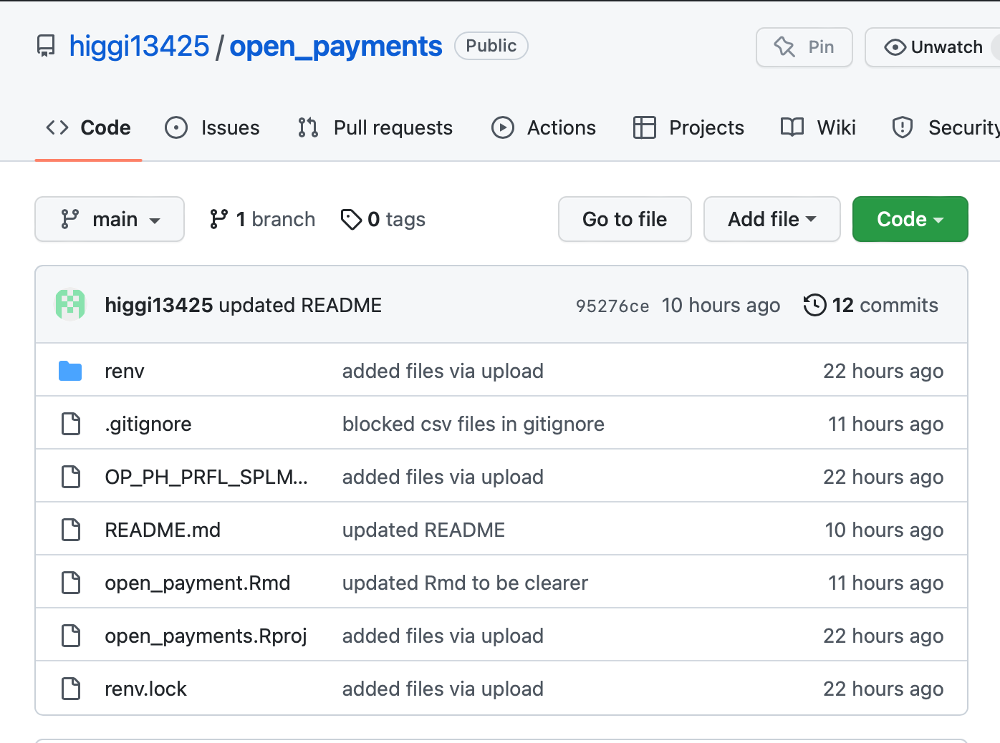 higgi13425 / open_payments Public Pin Unwatch
Code Issues Pull requests Actions Projects Wiki Security
main 1 branch 0 tags Go to file Add file Code
higgi13425 updated README 95276ce 10 hours ago 12 commits
renv added files via upload 22 hours ago
.gitignore blocked csv files in gitignore 11 hours ago
OP_PH_PRFL_SPLM... added files via upload 22 hours ago
README.md updated README 10 hours ago
open_payment.Rmd updated Rmd to be clearer 11 hours ago
open_payments.Rproj added files via upload 22 hours ago
renv.lock added files via upload 22 hours ago